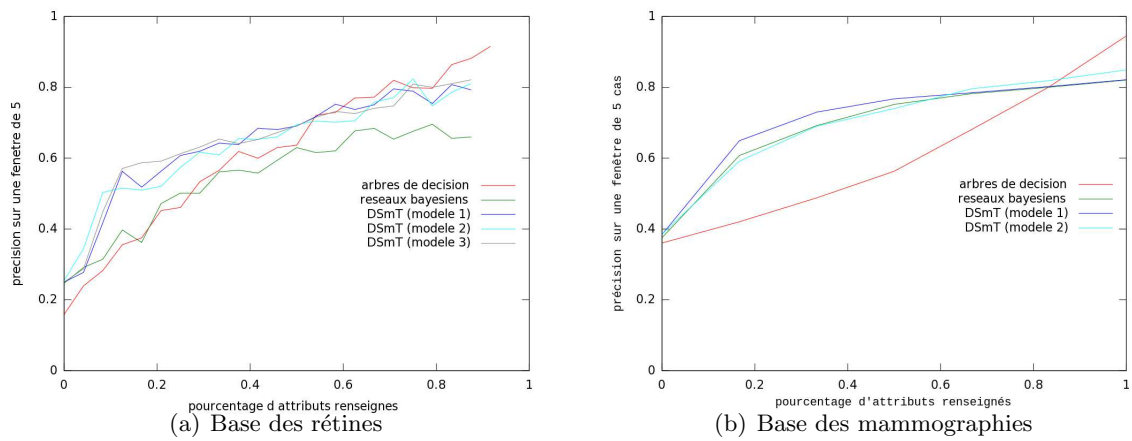 1
0.8
0.6
0.4
0.2
0
0
0.2
0.4
0.6
0.8
1
precision sur une fenetre de 5
pourcentage d attributs renseignes
arbres de decision
reseaux bayesiens
DSmT (modele 1)
DSmT (modele 2)
DSmT (modele 3)
(a) Base des rétines
1
0.8
0.6
0.4
0.2
0
0
0.2
0.4
0.6
0.8
1
précision sur une fenêtre de 5 cas
pourcentage d'attributs renseignés
arbres de decision
reseaux bayesiens
DSmT (modele 1)
DSmT (modele 2)
(b) Base des mammographies